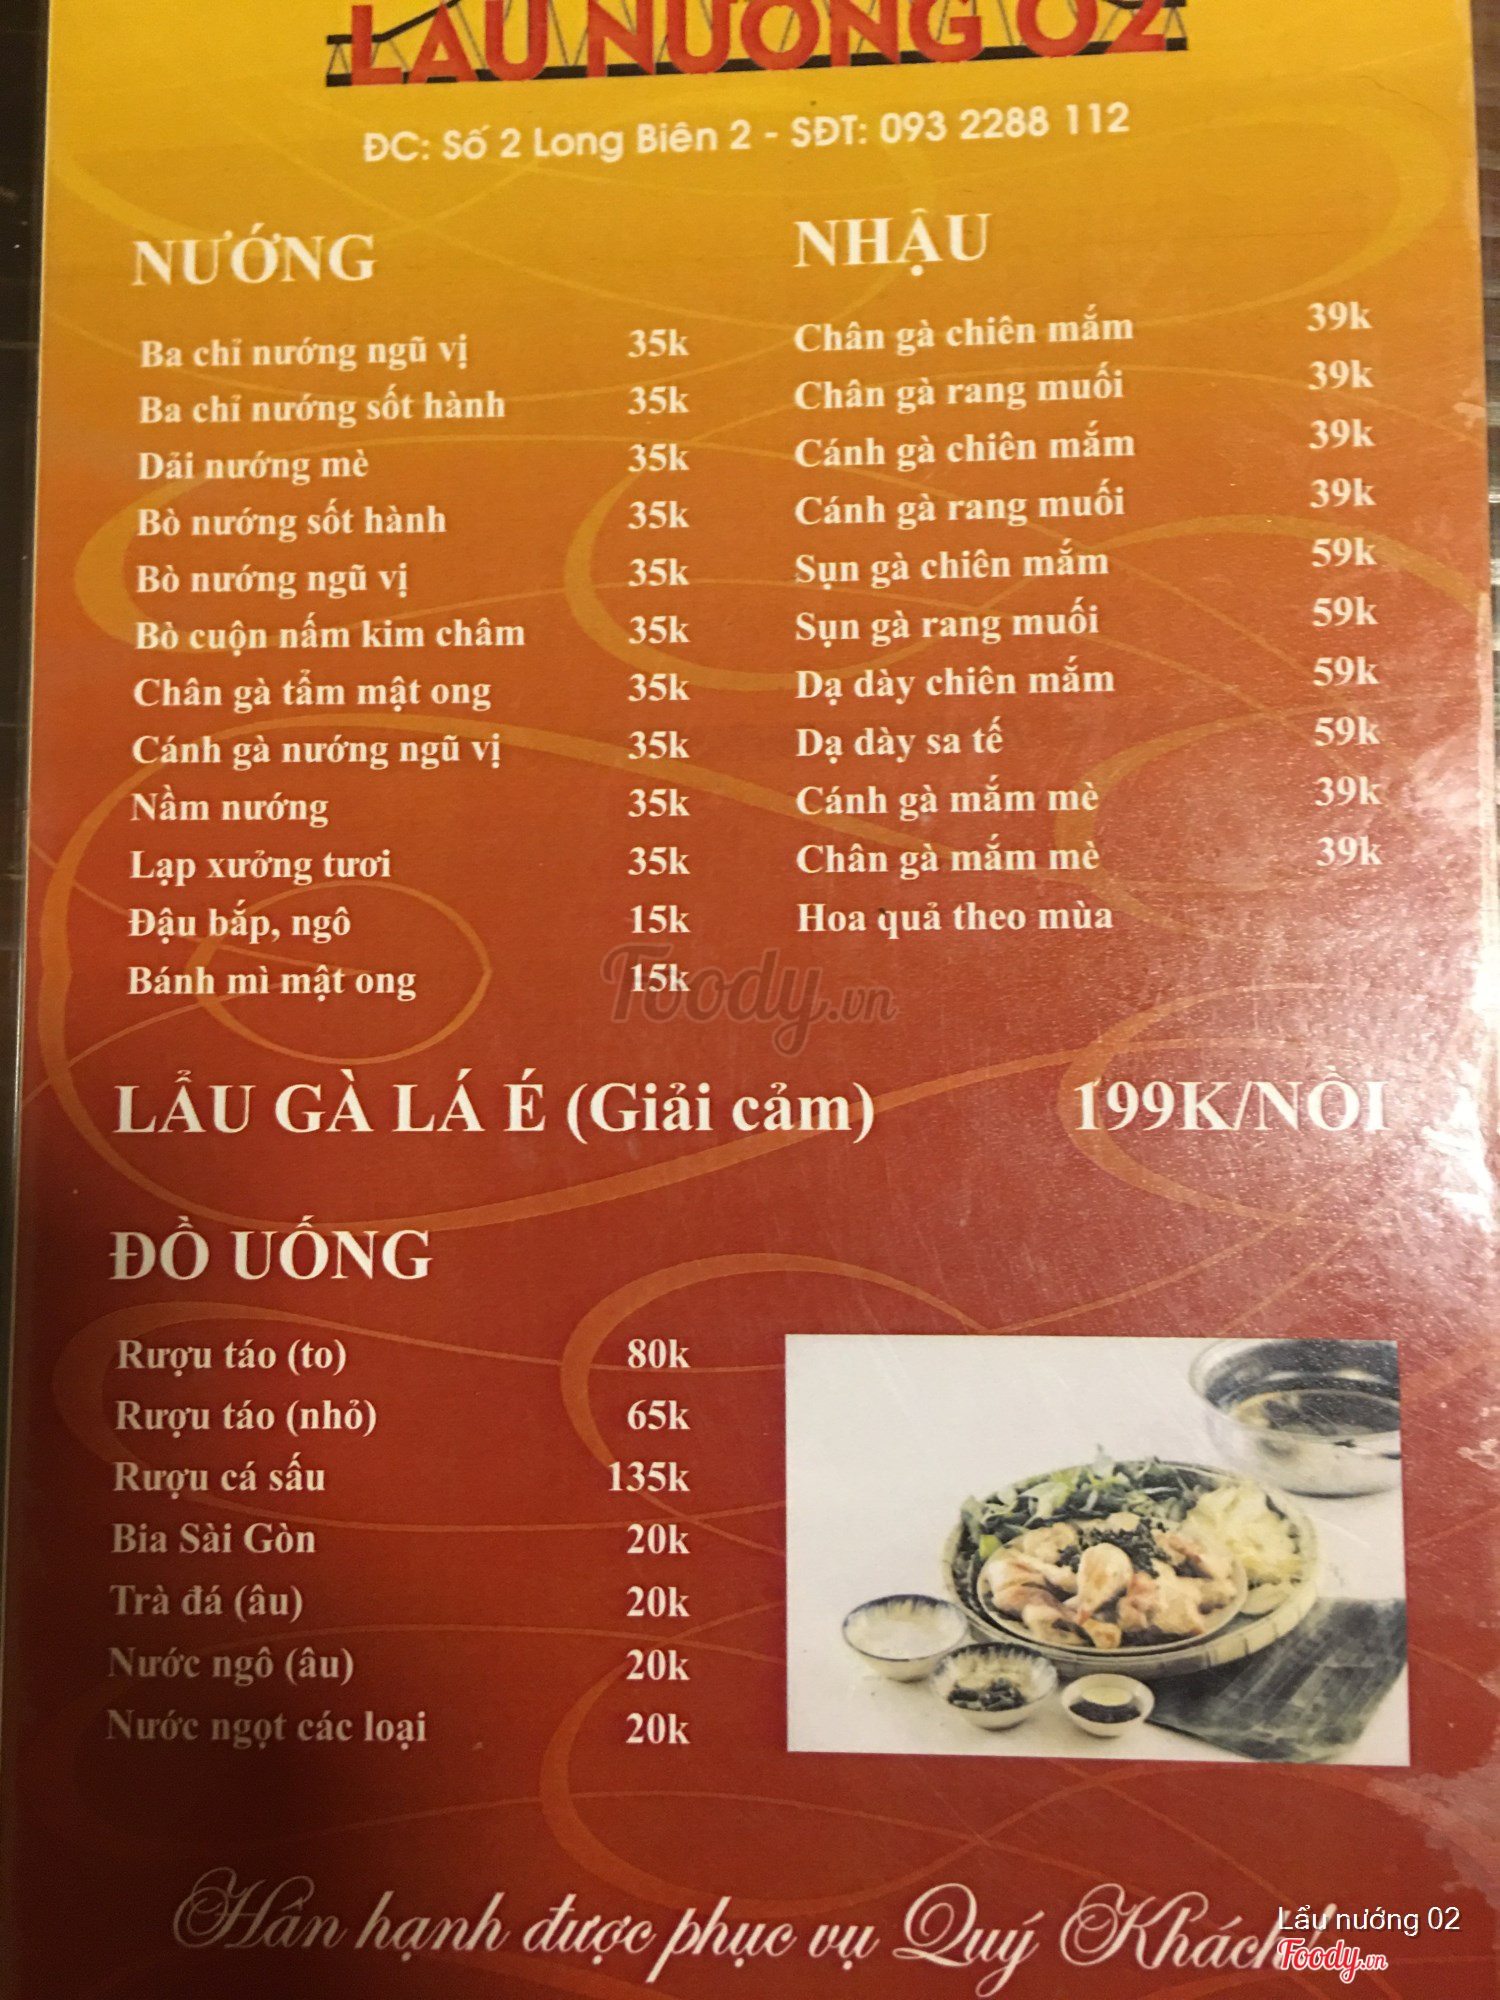 LẨU NƯỚNG 02
ĐC: Số 2 Long Biên 2 - SĐT: 093 2288 112
NƯỚNG
Ba chỉ nướng ngũ vị 35k
Ba chỉ nướng sốt hành 35k
Dải nướng mè 35k
Bò nướng sốt hành 35k
Bò nướng ngũ vị 35k
Bò cuộn nấm kim châm 35k
Chân gà tẩm mật ong 35k
Cánh gà nướng ngũ vị 35k
Nầm nướng 35k
Lạp xưởng tươi 35k
Đậu bắp, ngô 15k
Bánh mì mật ong 15k
NHẬU
Chân gà chiên mắm 39k
Chân gà rang muối 39k
Cánh gà chiên mắm 39k
Cánh gà rang muối 39k
Sụn gà chiên mắm 59k
Sụn gà rang muối 59k
Dạ dày chiên mắm 59k
Dạ dày sa tế 59k
Cánh gà mắm mè 39k
Chân gà mắm mè 39k
Hoa quả theo mùa
Foody.vn
LẨU GÀ LÁ É (Giải cảm) 199K/NỒI
ĐỒ UỐNG
Rượu táo (to) 80k
Rượu táo (nhỏ) 65k
Rượu cá sấu 135k
Bia Sài Gòn 20k
Trà đá (âu) 20k
Nước ngô (âu) 20k
Nước ngọt các loại 20k
Hân hạnh được phục vụ Quý Khách!
Lẩu nướng 02
Foody.vn